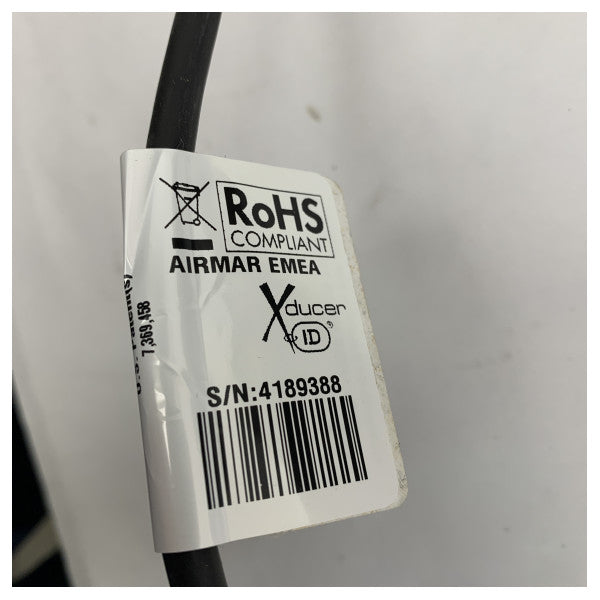 RoHS
COMPLIANT
AIRMAR EMEA
Xducer
ID®
S/N:4189388
7,369,458